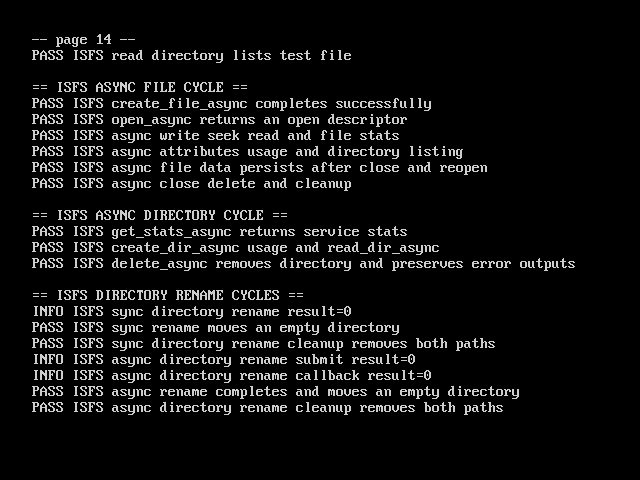 -- page 14 --
PASS ISFS read directory lists test file
== ISFS ASYNC FILE CYCLE ==
PASS ISFS create_file_async completes successfully
PASS ISFS open_async returns an open descriptor
PASS ISFS async write seek read and file stats
PASS ISFS async attributes usage and directory listing
PASS ISFS async file data persists after close and reopen
PASS ISFS async close delete and cleanup
== ISFS ASYNC DIRECTORY CYCLE ==
PASS ISFS get_stats_async returns service stats
PASS ISFS create_dir_async usage and read_dir_async
PASS ISFS delete_async removes directory and preserves error outputs
== ISFS DIRECTORY RENAME CYCLES ==
INFO ISFS sync directory rename result=0
PASS ISFS sync rename moves an empty directory
PASS ISFS sync directory rename cleanup removes both paths
INFO ISFS async directory rename submit result=0
INFO ISFS async directory rename callback result=0
PASS ISFS async rename completes and moves an empty directory
PASS ISFS async directory rename cleanup removes both paths